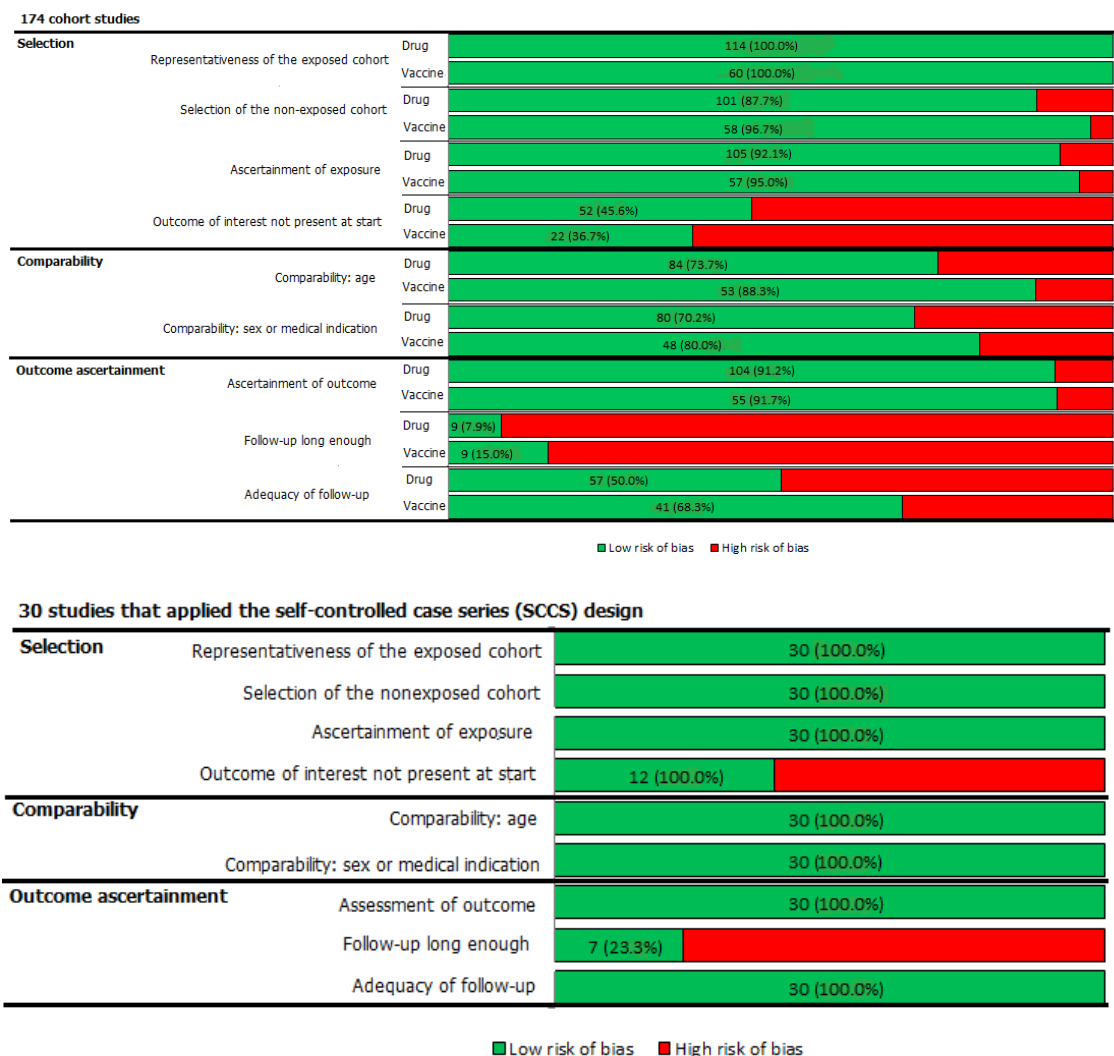 174 cohort studies
Selection
Representativeness of the exposed cohort
Drug
114 (100.0%)
Vaccine
60 (100.0%)
Selection of the non-exposed cohort
Drug
101 (87.7%)
Vaccine
58 (96.7%)
Ascertainment of exposure
Drug
105 (92.1%)
Vaccine
57 (95.0%)
Outcome of interest not present at start
Drug
52 (45.6%)
Vaccine
22 (36.7%)
Comparability
Comparability: age
Drug
84 (73.7%)
Vaccine
53 (88.3%)
Comparability: sex or medical indication
Drug
80 (70.2%)
Vaccine
48 (80.0%)
Outcome ascertainment
Ascertainment of outcome
Drug
104 (91.2%)
Vaccine
55 (91.7%)
Follow-up long enough
Drug
9 (7.9%)
Vaccine
9 (15.0%)
Adequacy of follow-up
Drug
57 (50.0%)
Vaccine
41 (68.3%)
Low risk of bias High risk of bias
30 studies that applied the self-controlled case series (SCCS) design
Selection
Representativeness of the exposed cohort
30 (100.0%)
Selection of the nonexposed cohort
30 (100.0%)
Ascertainment of exposure
30 (100.0%)
Outcome of interest not present at start
12 (100.0%)
Comparability
Comparability: age
30 (100.0%)
Comparability: sex or medical indication
30 (100.0%)
Outcome ascertainment
Assessment of outcome
30 (100.0%)
Follow-up long enough
7 (23.3%)
Adequacy of follow-up
30 (100.0%)
Low risk of bias High risk of bias